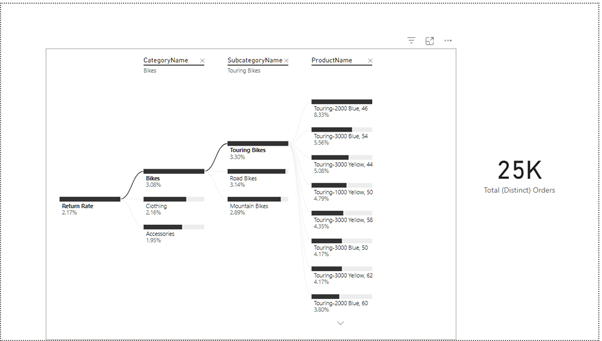 CategoryName
Bikes
SubcategoryName
Touring Bikes
ProductName
Return Rate
2.17%
Bikes
3.08%
Clothing
2.16%
Accessories
1.95%
Touring Bikes
3.30%
Road Bikes
3.14%
Mountain Bikes
2.89%
Touring-2000 Blue, 46
8.33%
Touring-3000 Blue, 54
5.56%
Touring-3000 Yellow, 44
5.08%
Touring-1000 Yellow, 50
4.79%
Touring-3000 Yellow, 58
4.35%
Touring-3000 Blue, 50
4.17%
Touring-3000 Yellow, 62
4.17%
Touring-2000 Blue, 60
3.80%
25K
Total (Distinct) Orders